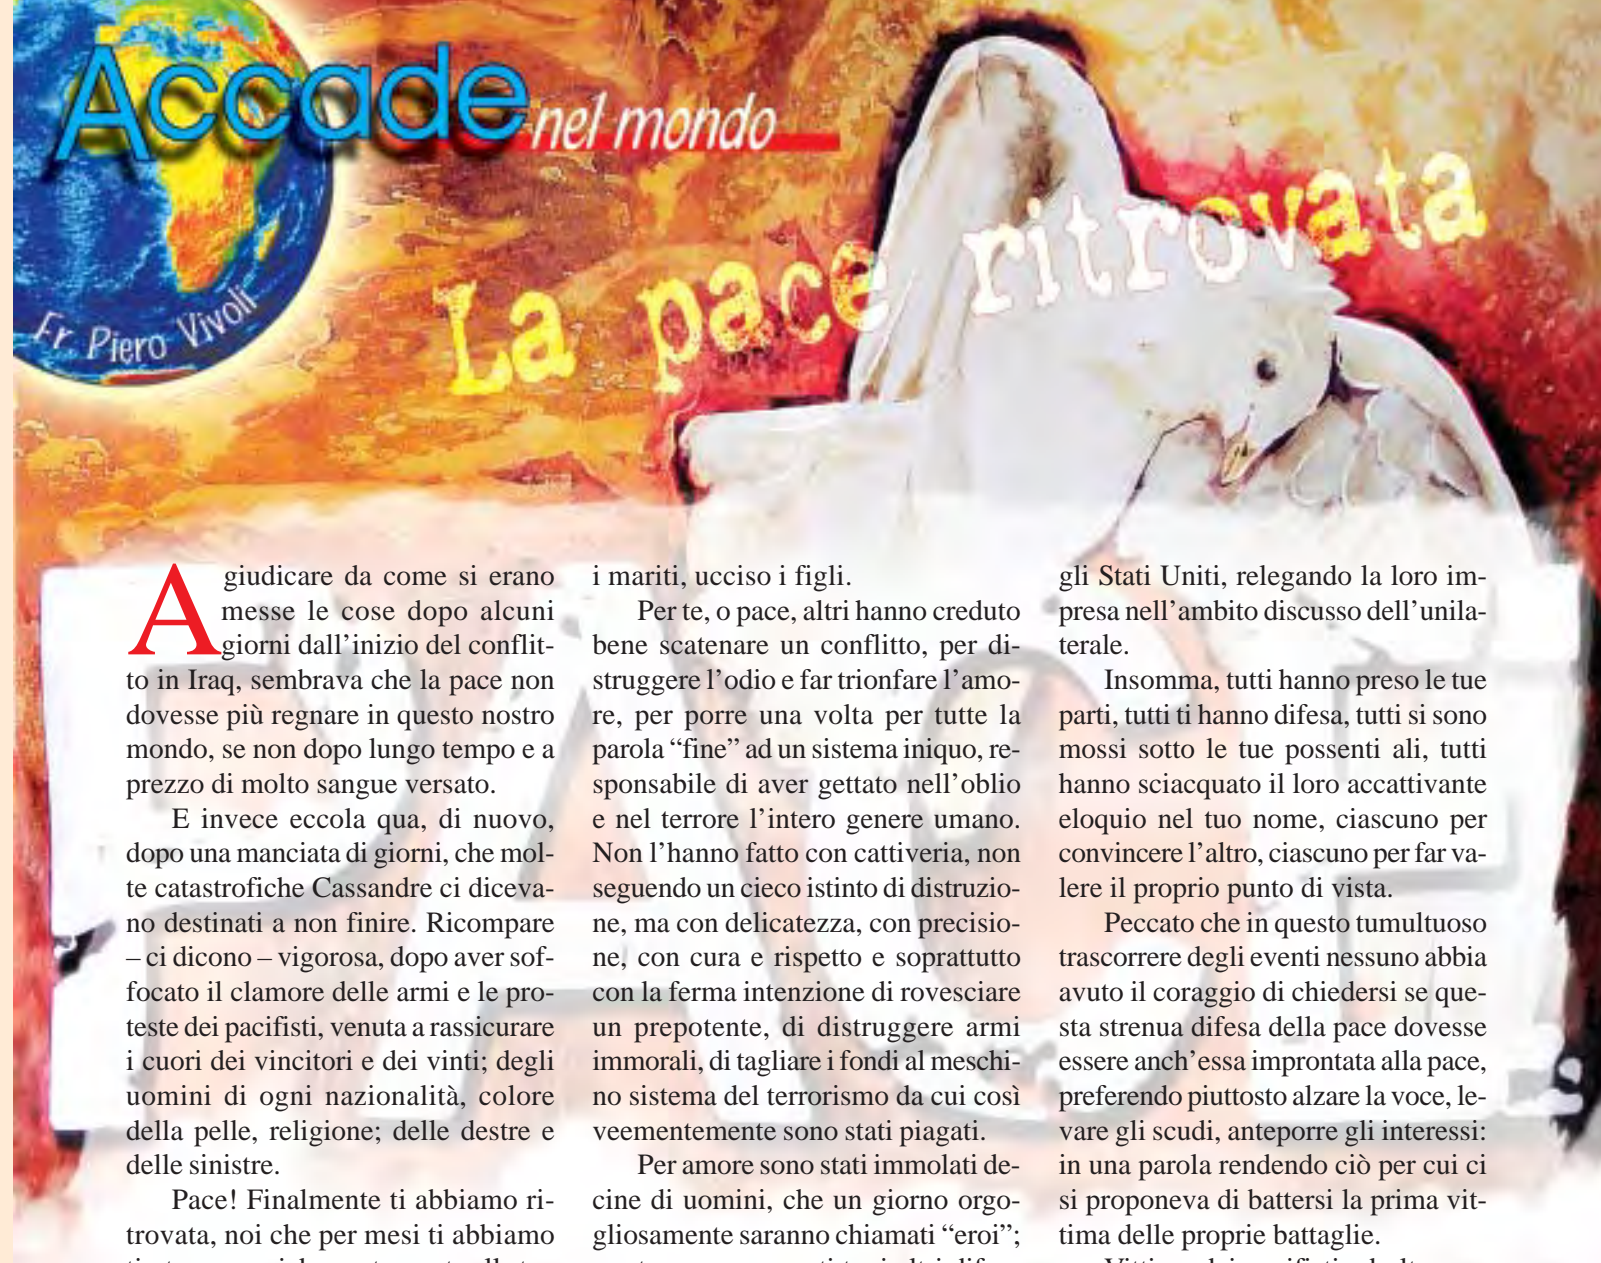 Accade nel mondo
Fr. Piero Vivoli
La pace ritrovata
A giudicare da come si erano
messe le cose dopo alcuni
giorni dall’inizio del conflit-
to in Iraq, sembrava che la pace non
dovesse più regnare in questo nostro
mondo, se non dopo lungo tempo e a
prezzo di molto sangue versato.
E invece eccola qua, di nuovo,
dopo una manciata di giorni, che mol-
te catastrofiche Cassandre ci diceva-
no destinati a non finire. Ricompare
– ci dicono – vigorosa, dopo aver sof-
focato il clamore delle armi e le pro-
teste dei pacifisti, venuta a rassicurare
i cuori dei vincitori e dei vinti; degli
uomini di ogni nazionalità, colore
della pelle, religione; delle destre e
delle sinistre.
Pace! Finalmente ti abbiamo ri-
trovata, noi che per mesi ti abbiamo
i mariti, ucciso i figli.
Per te, o pace, altri hanno creduto
bene scatenare un conflitto, per di-
struggere l’odio e far trionfare l’amo-
re, per porre una volta per tutte la
parola “fine” ad un sistema iniquo, re-
sponsabile di aver gettato nell’oblio
e nel terrore l’intero genere umano.
Non l’hanno fatto con cattiveria, non
seguendo un cieco istinto di distruzio-
ne, ma con delicatezza, con precisio-
ne, con cura e rispetto e soprattutto
con la ferma intenzione di rovesciare
un prepotente, di distruggere armi
immorali, di tagliare i fondi al meschi-
no sistema del terrorismo da cui così
veementemente sono stati piagati.
Per amore sono stati immolati de-
cine di uomini, che un giorno orgo-
gliosamente saranno chiamati “eroi”;
gli Stati Uniti, relegando la loro im-
presa nell’ambito discusso dell’unila-
terale.
Insomma, tutti hanno preso le tue
parti, tutti ti hanno difesa, tutti si sono
mossi sotto le tue possenti ali, tutti
hanno sciacquato il loro accattivante
eloquio nel tuo nome, ciascuno per
convincere l’altro, ciascuno per far va-
lere il proprio punto di vista.
Peccato che in questo tumultuoso
trascorrere degli eventi nessuno abbia
avuto il coraggio di chiedersi se que-
sta strenua difesa della pace dovesse
essere anch’essa improntata alla pace,
preferendo piuttosto alzare la voce, le-
vare gli scudi, anteporre gli interessi:
in una parola rendendo ciò per cui ci
si proponeva di battersi la prima vit-
tima delle proprie battaglie.
PACE